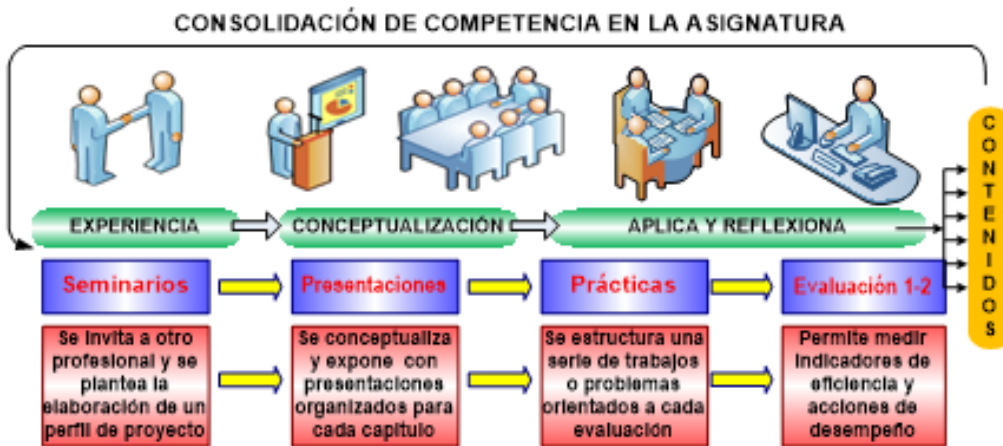 CONSOLIDACIÓN DE COMPETENCIA EN LA ASIGNATURA
EXPERIENCIA
CONCEPTUALIZACIÓN
APLICA Y REFLEXIONA
Seminarios
Presentaciones
Prácticas
Evaluación 1-2
Se invita a otro
profesional y se
plantea la
elaboración de un
perfil de proyecto
Se conceptualiza
y expone con
presentaciones
organizados para
cada capitulo
Se estructura una
serie de trabajos
o problemas
orientados a cada
evaluación
Permite medir
indicadores de
eficiencia y
acciones de
desempeño
CONTENIDOS